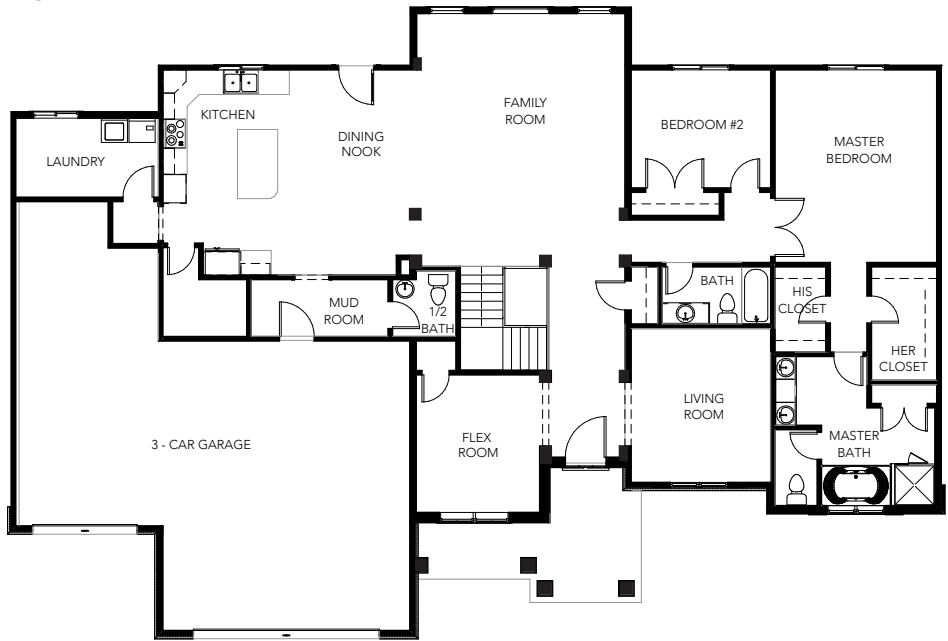 FAMILY
ROOM
KITCHEN
DINING
NOOK
BEDROOM #2
MASTER
BEDROOM
LAUNDRY
BATH
HIS
CLOSET
MUD
ROOM
1/2
BATH
HER
CLOSET
LIVING
ROOM
3 - CAR GARAGE
FLEX
ROOM
MASTER
BATH